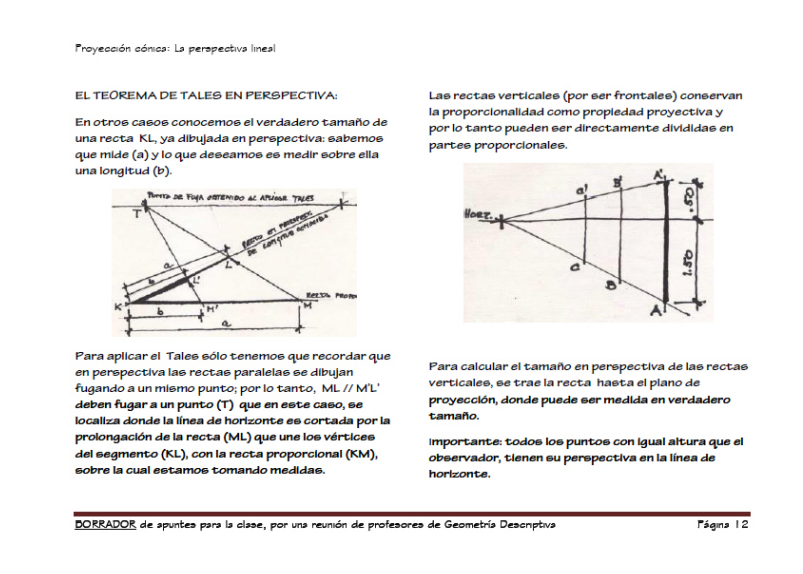 Proyección cónica: La perspectiva lineal
EL TEOREMA DE TALES EN PERSPECTIVA:
En otros casos conocemos el verdadero tamaño de
una recta KL, ya dibujada en perspectiva: sabemos
que mide (a) y lo que deseamos es medir sobre ella
una longitud (b).
PUNTO DE FUGA OBTENIDO AL APLICAR TALES
T
RECTA EN PERSPECT
DE LONGITUD CONOCIDA
a
b
L
L'
K
M'
M
RECTA PROPO
b
a
Para aplicar el Tales sólo tenemos que recordar que
en perspectiva las rectas paralelas se dibujan
fugando a un mismo punto; por lo tanto, ML // M'L'
deben fugar a un punto (T) que en este caso, se
localiza donde la línea de horizonte es cortada por la
prolongación de la recta (ML) que une los vértices
del segmento (KL), con la recta proporcional (KM),
sobre la cual estamos tomando medidas.
Las rectas verticales (por ser frontales) conservan
la proporcionalidad como propiedad proyectiva y
por lo tanto pueden ser directamente divididas en
partes proporcionales.
A'
B'
a'
.50
HORZ.
1.50
C
B
A
Para calcular el tamaño en perspectiva de las rectas
verticales, se trae la recta hasta el plano de
proyección, donde puede ser medida en verdadero
tamaño.
Importante: todos los puntos con igual altura que el
observador, tienen su perspectiva en la línea de
horizonte.
BORRADOR de apuntes para la clase, por una reunión de profesores de Geometría Descriptiva Página 12